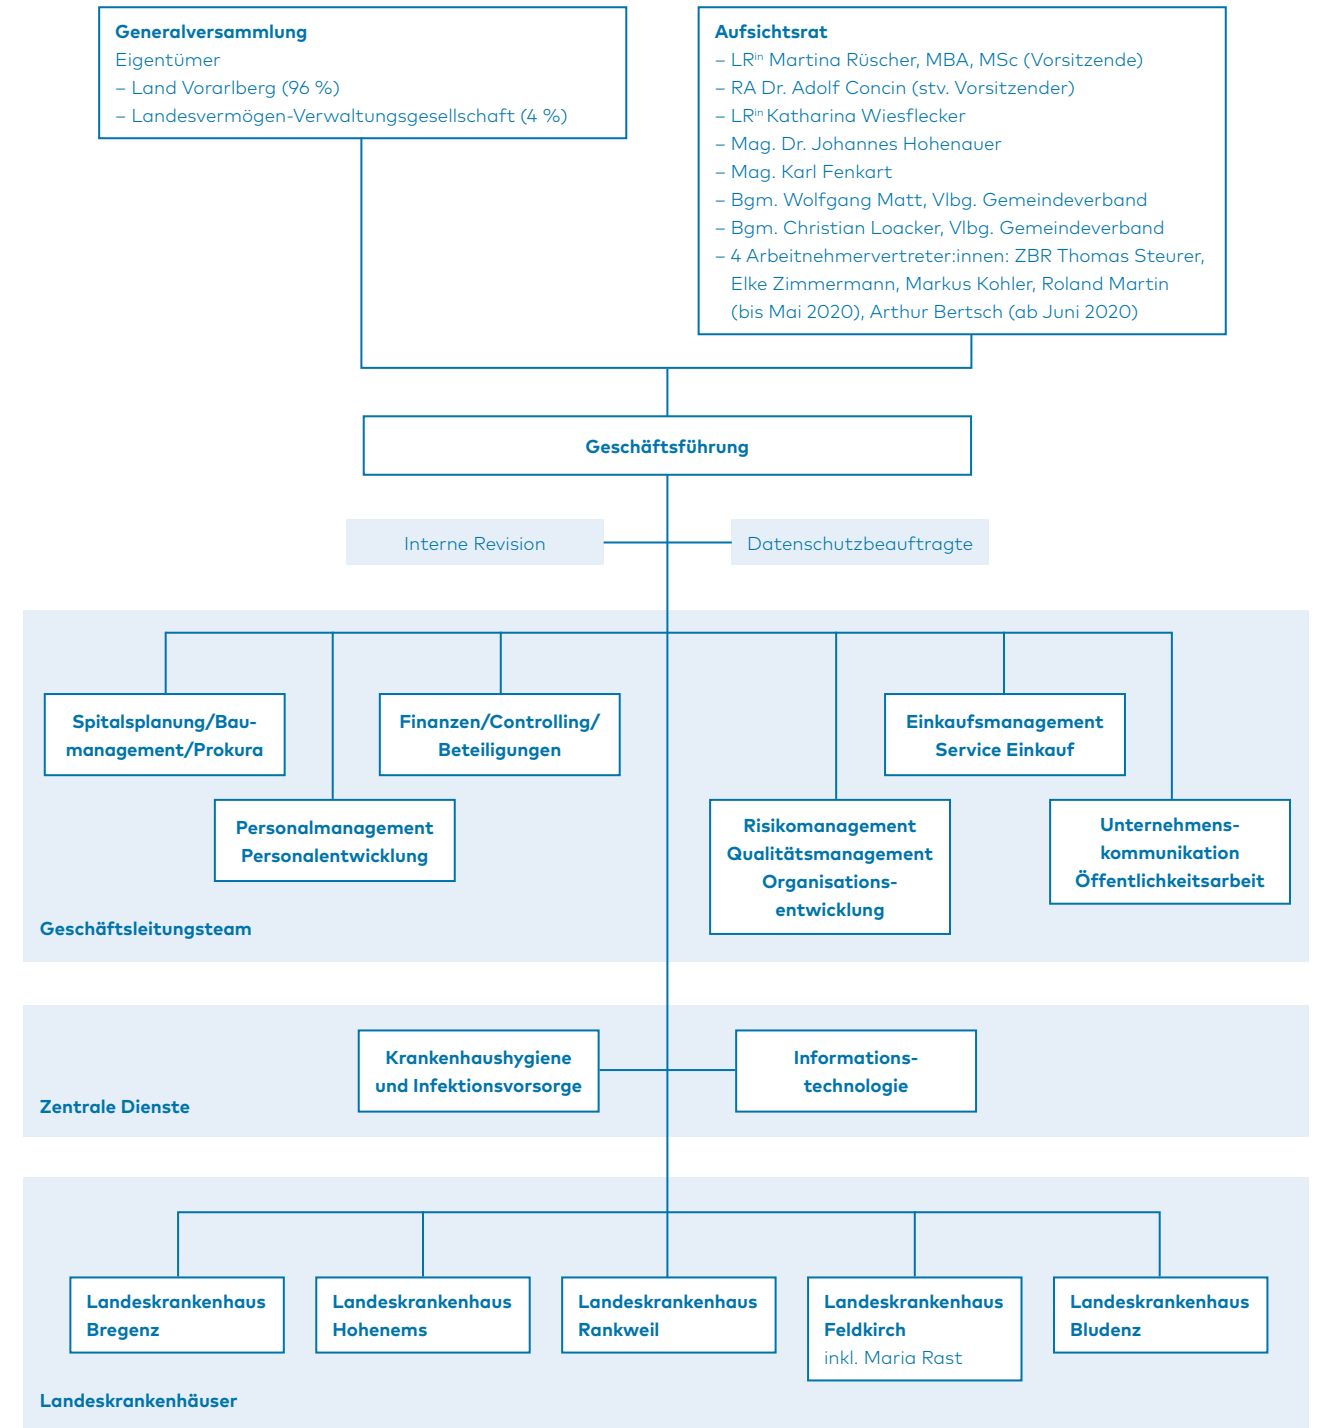 Generalversammlung
Eigentümer
– Land Vorarlberg (96 %)
– Landesvermögen-Verwaltungsgesellschaft (4 %)
Aufsichtsrat
– LRin Martina Rüscher, MBA, MSc (Vorsitzende)
– RA Dr. Adolf Concin (stv. Vorsitzender)
– LRin Katharina Wiesflecker
– Mag. Dr. Johannes Hohenauer
– Mag. Karl Fenkart
– Bgm. Wolfgang Matt, Vlbg. Gemeindeverband
– Bgm. Christian Loacker, Vlbg. Gemeindeverband
– 4 Arbeitnehmervertreter:innen: ZBR Thomas Steurer,
Elke Zimmermann, Markus Kohler, Roland Martin
(bis Mai 2020), Arthur Bertsch (ab Juni 2020)
Geschäftsführung
Interne Revision
Datenschutzbeauftragte
Spitalsplanung/Bau-
management/Prokura
Finanzen/Controlling/
Beteiligungen
Einkaufsmanagement
Service Einkauf
Personalmanagement
Personalentwicklung
Risikomanagement
Qualitätsmanagement
Organisations-
entwicklung
Unternehmens-
kommunikation
Öffentlichkeitsarbeit
Geschäftsleitungsteam
Krankenhaushygiene
und Infektionsvorsorge
Informations-
technologie
Zentrale Dienste
Landeskrankenhaus
Bregenz
Landeskrankenhaus
Hohenems
Landeskrankenhaus
Rankweil
Landeskrankenhaus
Feldkirch
inkl. Maria Rast
Landeskrankenhaus
Bludenz
Landeskrankenhäuser